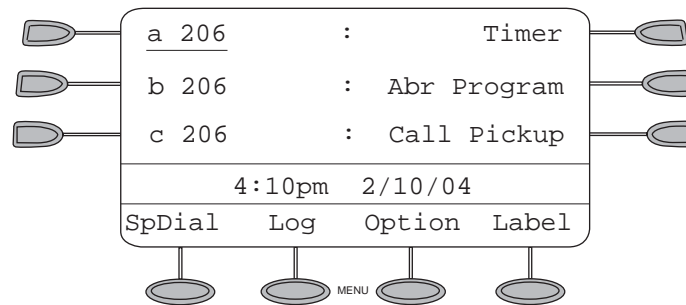 a 206 : Timer
b 206 : Abr Program
c 206 : Call Pickup
4:10pm 2/10/04
SpDial Log Option Label
MENU